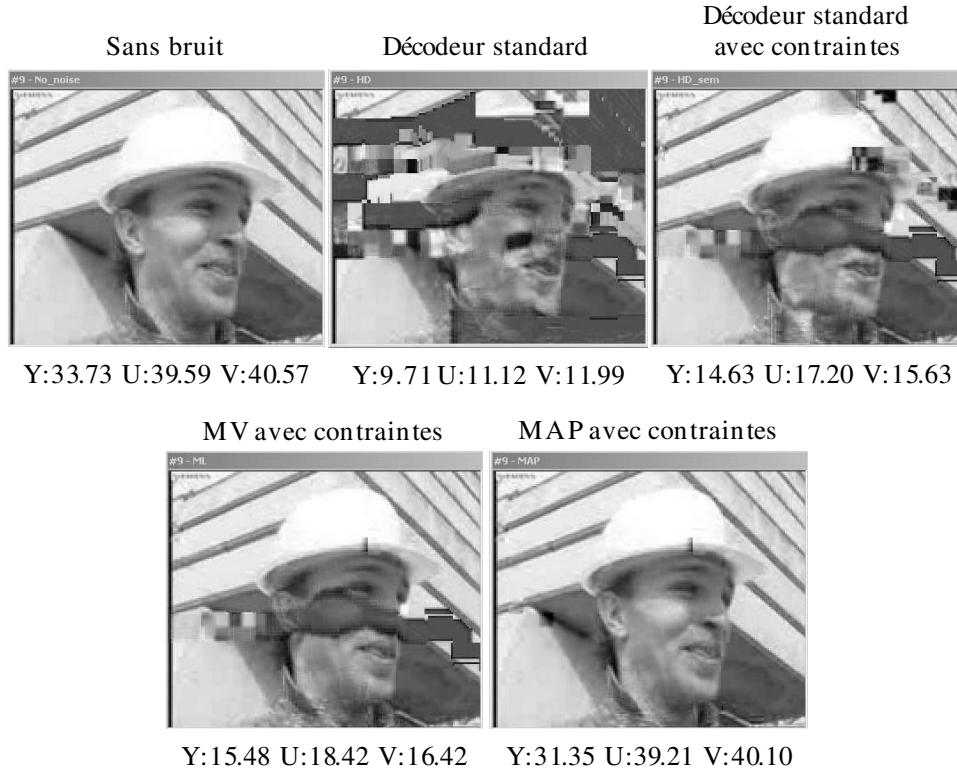 Sans bruit
Décodeur standard
Décodeur standard
avec contraintes
#9 - No_noise
#9 - HD
#9 - HD_sem
Y:33.73 U:39.59 V:40.57
Y:9.71 U:11.12 V:11.99
Y:14.63 U:17.20 V:15.63
MV avec contraintes
MAP avec contraintes
#9 - ML
#9 - MAP
Y:15.48 U:18.42 V:16.42
Y:31.35 U:39.21 V:40.10